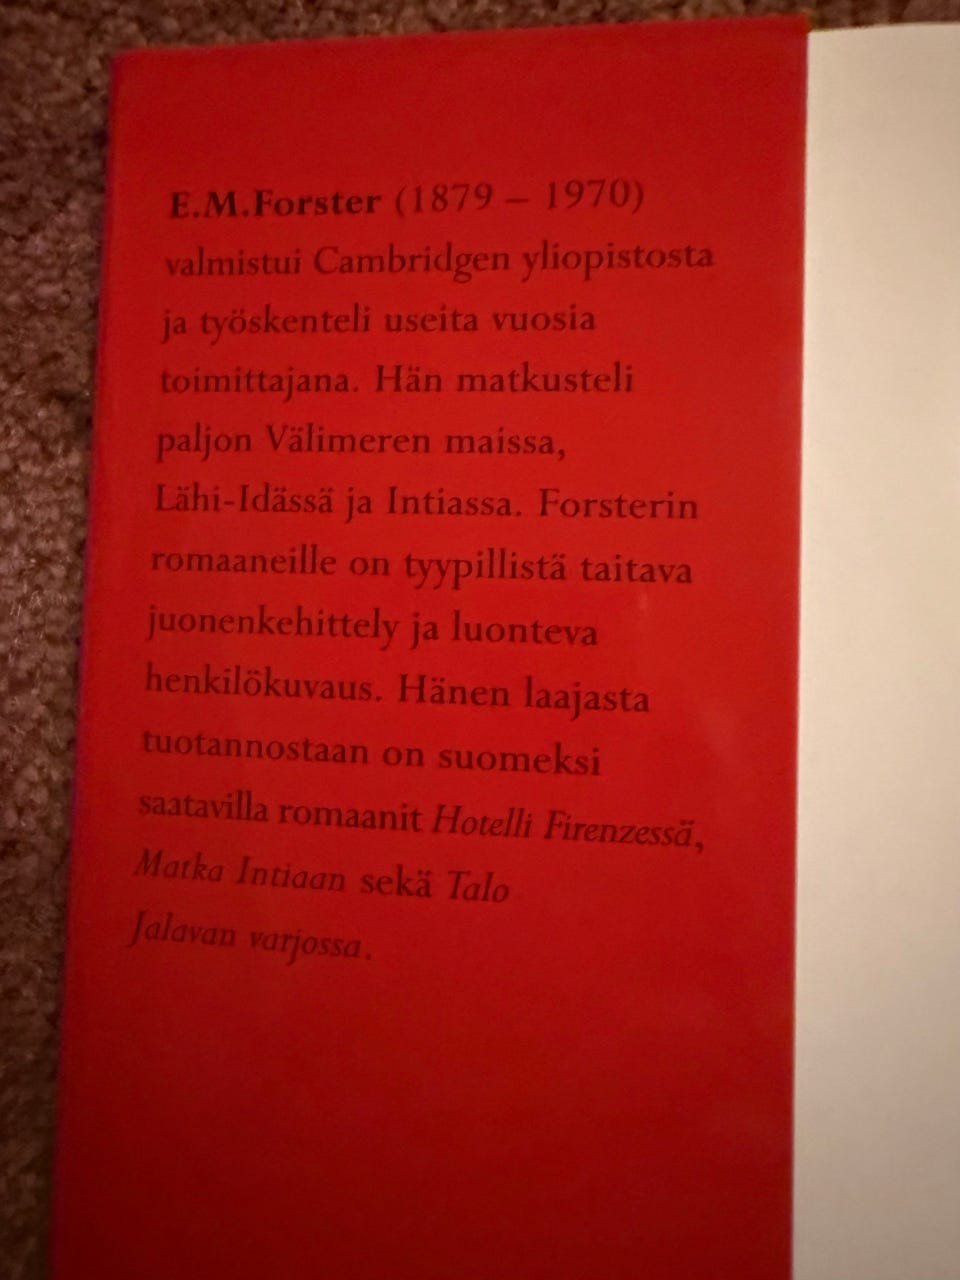 E.M.Forster (1879 – 1970)
valmistui Cambridgen yliopistosta
ja työskenteli useita vuosia
toimittajana. Hän matkusteli
paljon Välimeren maissa,
Lähi-Idässä ja Intiassa. Forsterin
romaaneille on tyypillistä taitava
juonenkehittely ja luonteva
henkilökuvaus. Hänen laajasta
tuotannostaan on suomeksi
saatavilla romaanit Hotelli Firenzessä,
Matka Intiaan sekä Talo
Jalavan varjossa.